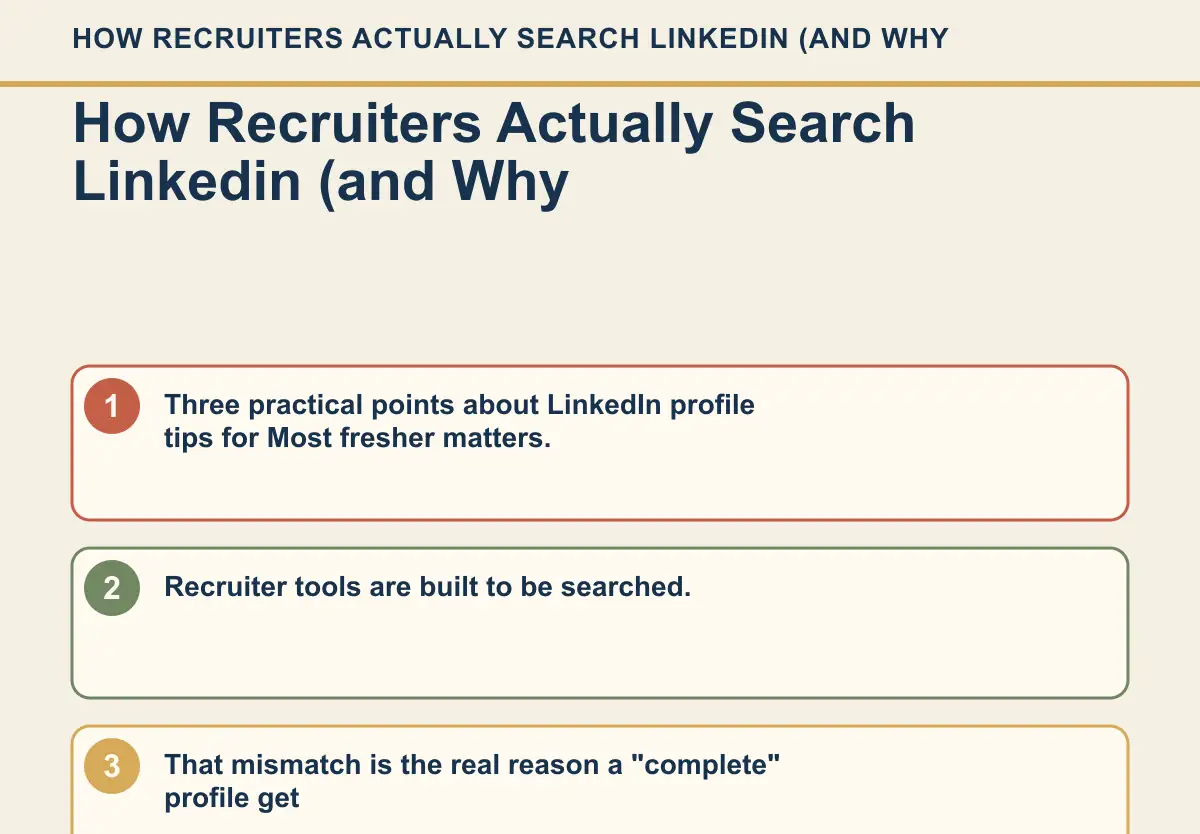 HOW RECRUITERS ACTUALLY SEARCH LINKEDIN (AND WHY
How Recruiters Actually Search
Linkedin (and Why
1
Three practical points about LinkedIn profile
tips for Most fresher matters.
2
Recruiter tools are built to be searched.
3
That mismatch is the real reason a "complete"
profile get